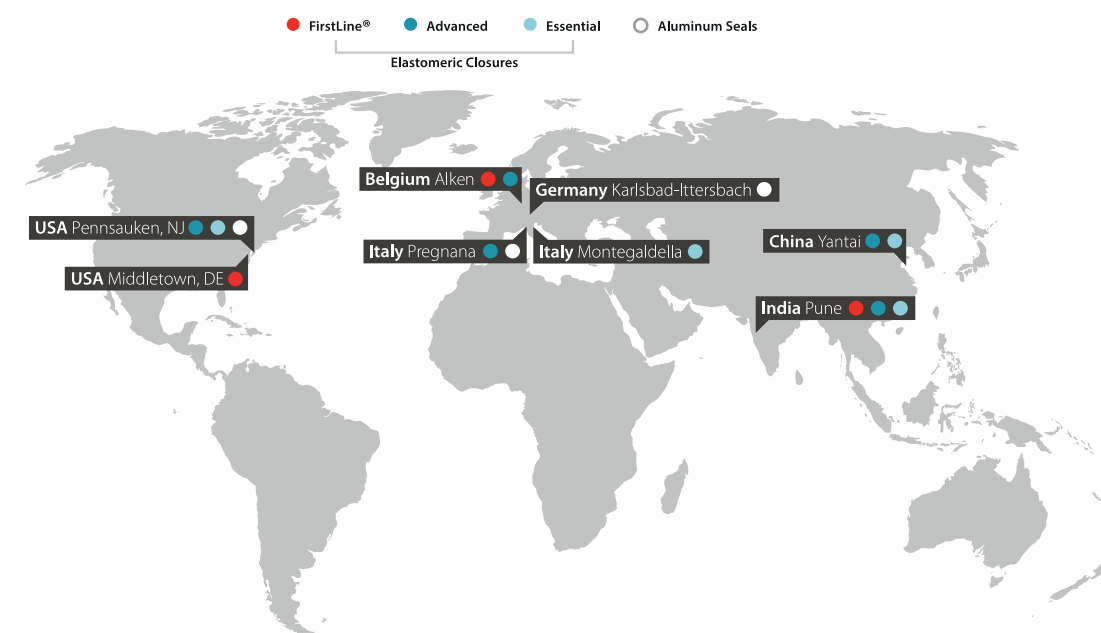 FirstLine® Advanced Essential Aluminum Seals
Elastomeric Closures
Belgium Alken
Germany Karlsbad-Ittersbach
USA Pennsauken, NJ
China Yantai
Italy Pregnana
Italy Montegaldella
USA Middletown, DE
India Pune